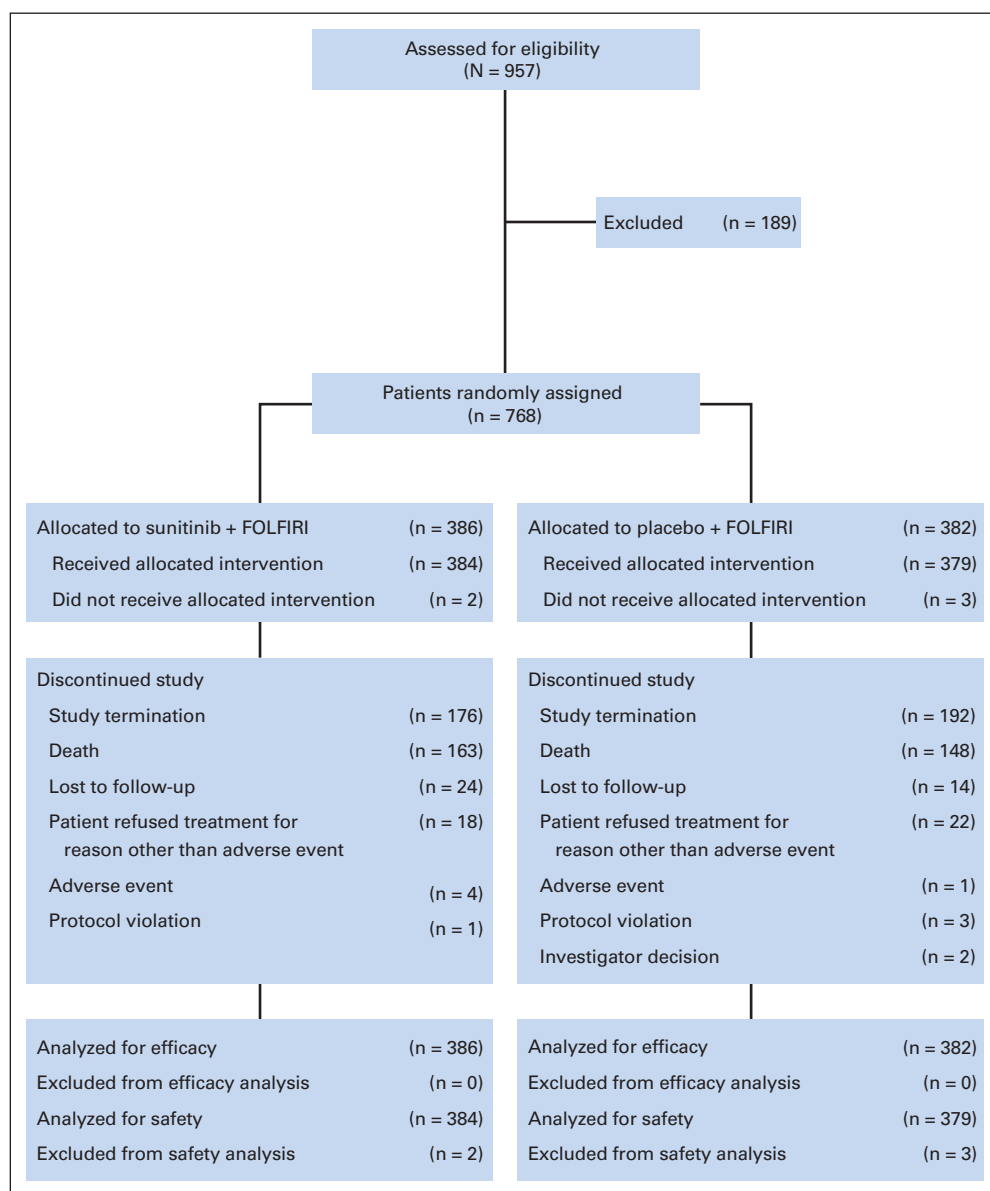 Assessed for eligibility
(N = 957)
Excluded (n = 189)
Patients randomly assigned
(n = 768)
Allocated to sunitinib + FOLFIRI (n = 386)
Received allocated intervention (n = 384)
Did not receive allocated intervention (n = 2)
Allocated to placebo + FOLFIRI (n = 382)
Received allocated intervention (n = 379)
Did not receive allocated intervention (n = 3)
Discontinued study
Study termination (n = 176)
Death (n = 163)
Lost to follow-up (n = 24)
Patient refused treatment for (n = 18)
reason other than adverse event
Adverse event (n = 4)
Protocol violation (n = 1)
Discontinued study
Study termination (n = 192)
Death (n = 148)
Lost to follow-up (n = 14)
Patient refused treatment for (n = 22)
reason other than adverse event
Adverse event (n = 1)
Protocol violation (n = 3)
Investigator decision (n = 2)
Analyzed for efficacy (n = 386)
Excluded from efficacy analysis (n = 0)
Analyzed for safety (n = 384)
Excluded from safety analysis (n = 2)
Analyzed for efficacy (n = 382)
Excluded from efficacy analysis (n = 0)
Analyzed for safety (n = 379)
Excluded from safety analysis (n = 3)